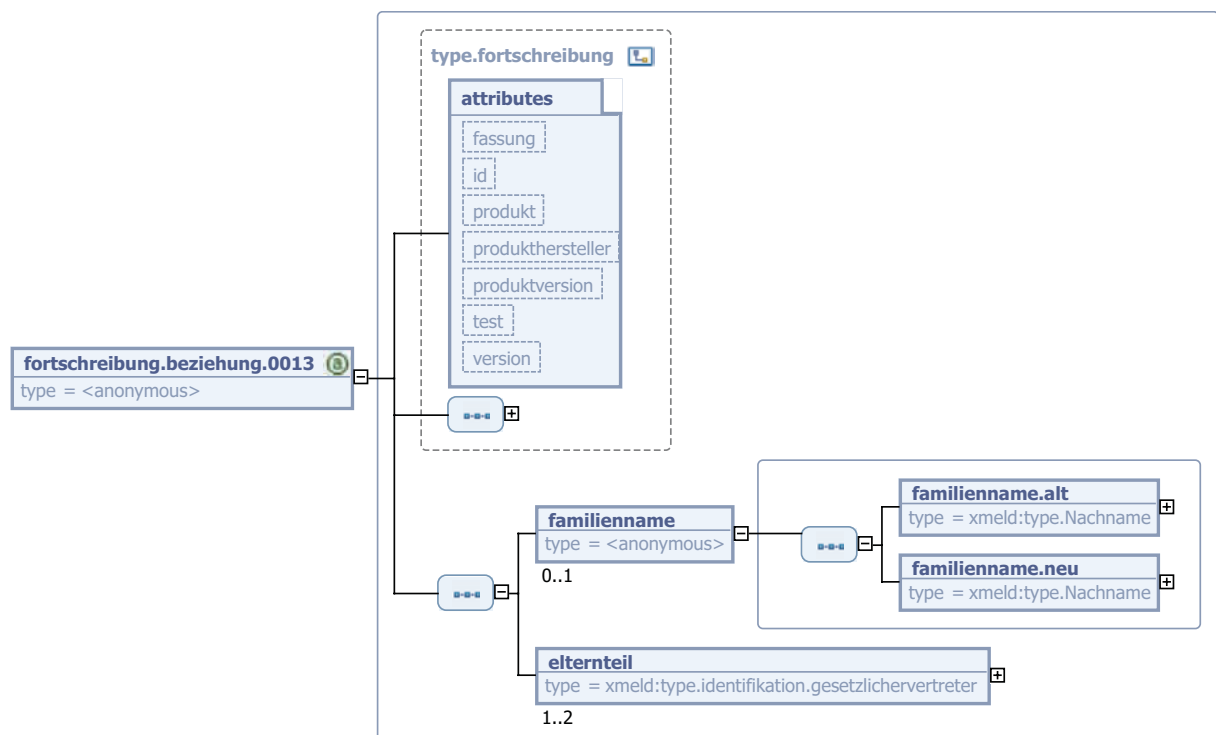 type.fortschreibung
attributes
fassung
id
produkt
produkthersteller
produktversion
test
version
fortschreibung.beziehung.0013
type = <anonymous>
familienname
type = <anonymous>
0..1
familienname.alt
type = xmeld:type.Nachname
familienname.neu
type = xmeld:type.Nachname
elternteil
type = xmeld:type.identifikation.gesetzlichervertreter
1..2